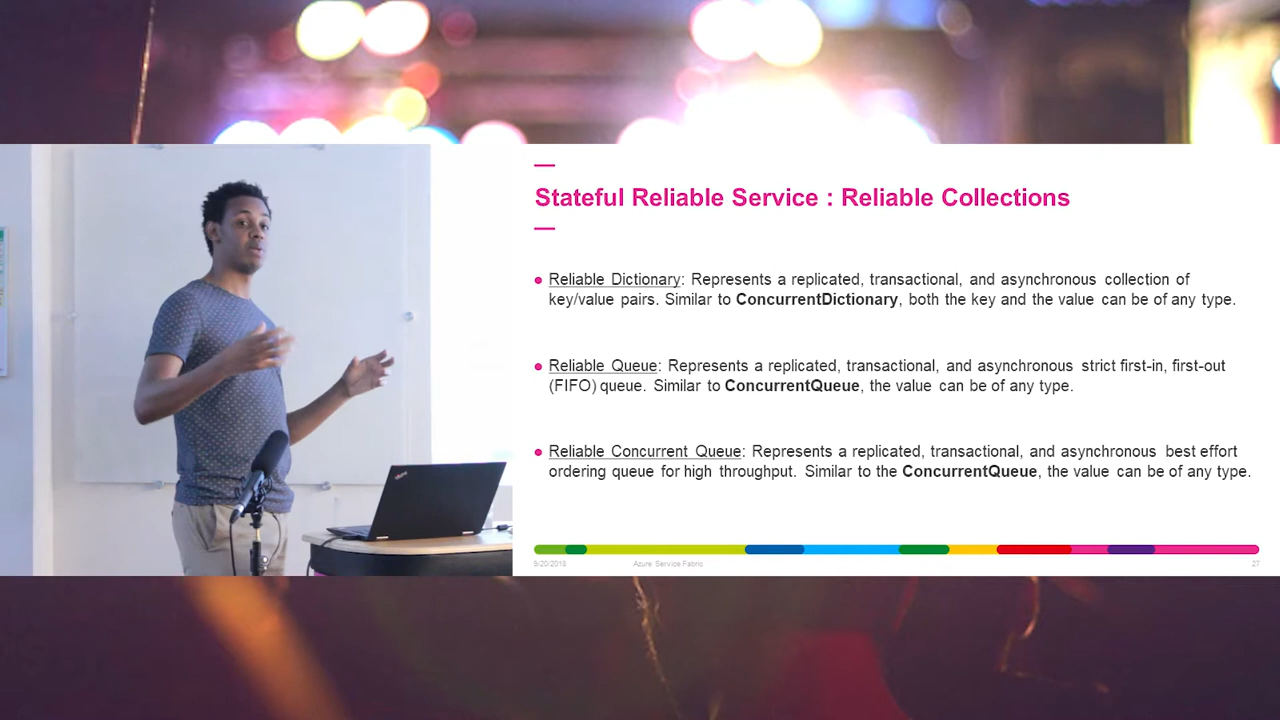 Stateful Reliable Service : Reliable Collections
Reliable Dictionary: Represents a replicated, transactional, and asynchronous collection of
key/value pairs. Similar to ConcurrentDictionary, both the key and the value can be of any type.
Reliable Queue: Represents a replicated, transactional, and asynchronous strict first-in, first-out
(FIFO) queue. Similar to ConcurrentQueue, the value can be of any type.
Reliable Concurrent Queue: Represents a replicated, transactional, and asynchronous best effort
ordering queue for high throughput. Similar to the ConcurrentQueue, the value can be of any type.
Azure Service Fabric
27